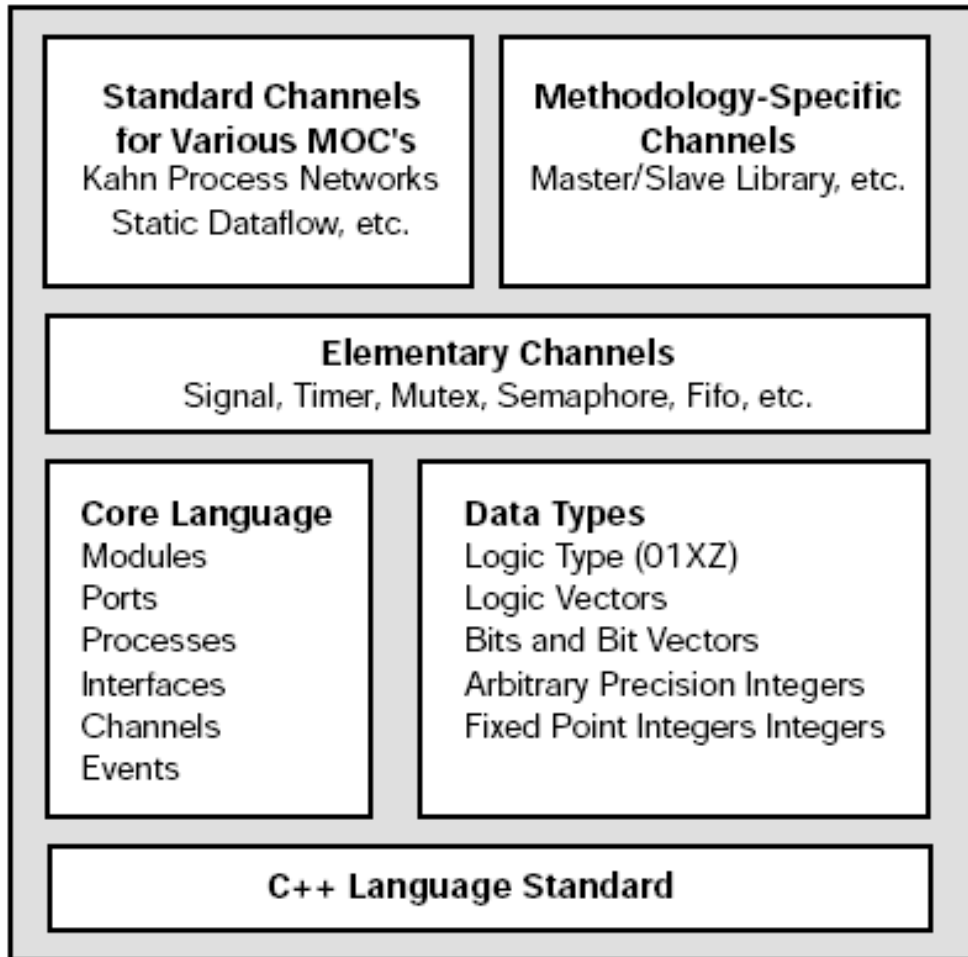 Standard Channels
for Various MOC's
Kahn Process Networks
Static Dataflow, etc.
Methodology-Specific
Channels
Master/Slave Library, etc.
Elementary Channels
Signal, Timer, Mutex, Semaphore, Fifo, etc.
Core Language
Modules
Ports
Processes
Interfaces
Channels
Events
Data Types
Logic Type (01XZ)
Logic Vectors
Bits and Bit Vectors
Arbitrary Precision Integers
Fixed Point Integers Integers
C++ Language Standard